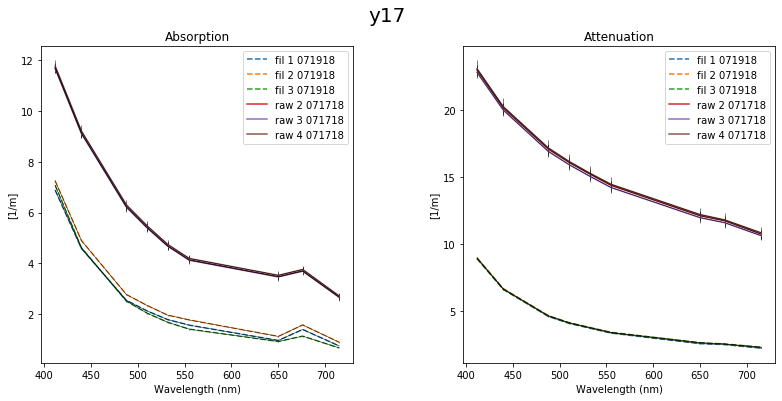 y17
Absorption
12
10
8
6
4
2
400 450 500 550 600 650 700
[1/m]
Wavelength (nm)
fil 1 071918
fil 2 071918
fil 3 071918
raw 2 071718
raw 3 071718
raw 4 071718
Attenuation
20
15
10
5
400 450 500 550 600 650 700
[1/m]
Wavelength (nm)
fil 1 071918
fil 2 071918
fil 3 071918
raw 2 071718
raw 3 071718
raw 4 071718